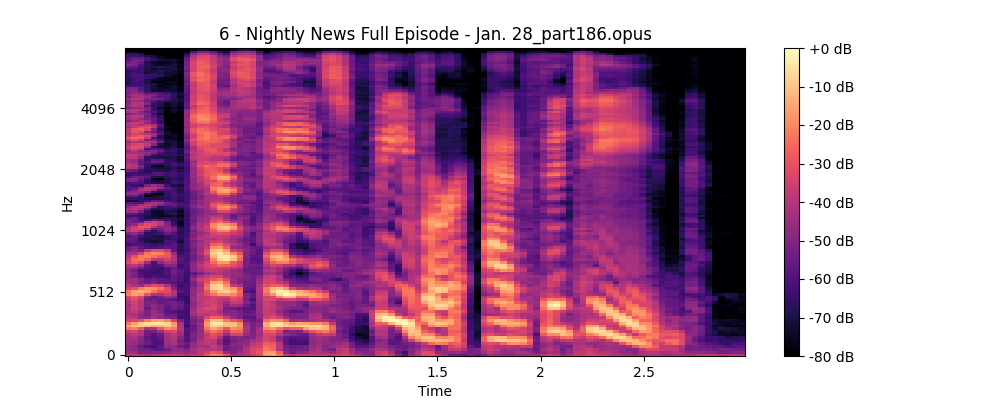 6 - Nightly News Full Episode - Jan. 28_part186.opus
Hz
4096
2048
1024
512
0
0
0.5
1
1.5
2
2.5
Time
+0 dB
-10 dB
-20 dB
-30 dB
-40 dB
-50 dB
-60 dB
-70 dB
-80 dB